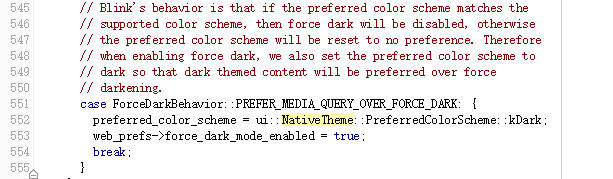 545 // Blink's behavior is that if the preferred color scheme matches the
546 // supported color scheme, then force dark will be disabled, otherwise
547 // the preferred color scheme will be reset to no preference. Therefore
548 // when enabling force dark, we also set the preferred color scheme to
549 // dark so that dark themed content will be preferred over force
550 // darkening.
551 case ForceDarkBehavior::PREFER_MEDIA_QUERY_OVER_FORCE_DARK: {
552 preferred_color_scheme = ui::NativeTheme::PreferredColorScheme::kDark;
553 web_prefs->force_dark_mode_enabled = true;
554 break;
555 }